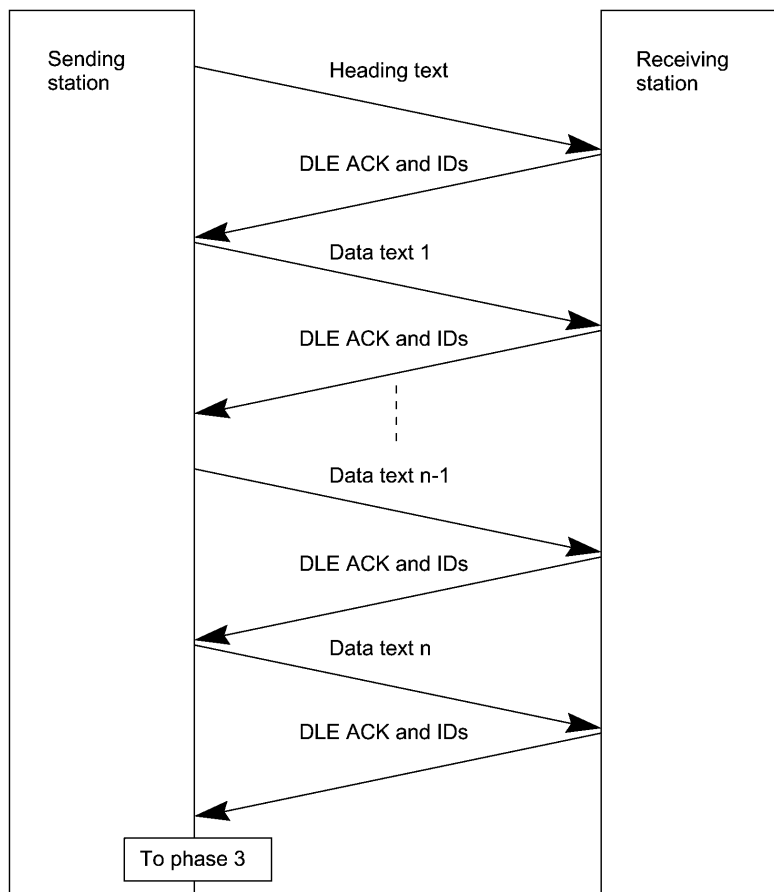 Sending
station
Heading text
Receiving
station
DLE ACK and IDs
Data text 1
DLE ACK and IDs
Data text n-1
DLE ACK and IDs
Data text n
DLE ACK and IDs
To phase 3